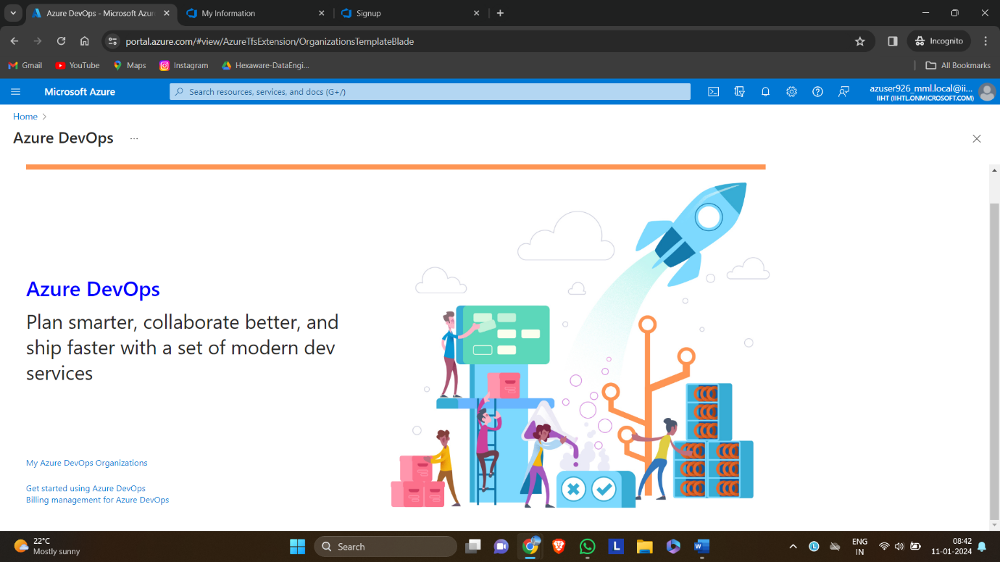 Azure DevOps - Microsoft Azur
My Information
Signup
portal.azure.com/#view/AzureTfsExtension/OrganizationsTemplateBlade
Incognito
Gmail
YouTube
Maps
Instagram
Hexaware-DataEngi...
All Bookmarks
Microsoft Azure
Search resources, services, and docs (G+/)
azuser926_mml.local@ii...
IIHT (IIHTLONMICROSOFT.COM)
Home
Azure DevOps
...
Azure DevOps
Plan smarter, collaborate better, and
ship faster with a set of modern dev
services
My Azure DevOps Organizations
Get started using Azure DevOps
Billing management for Azure DevOps
22°C
Mostly sunny
Search
ENG
IN
08:42
11-01-2024